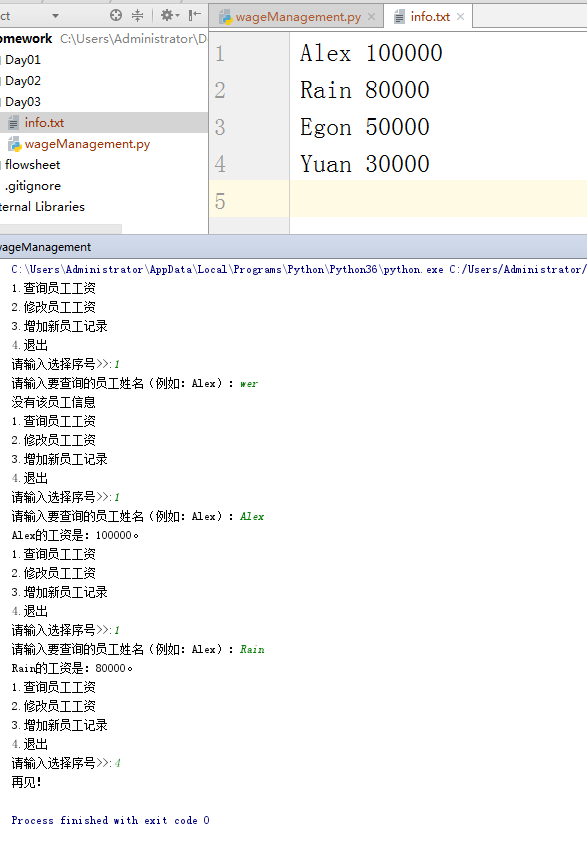 ct
wageManagement.py
info.txt
omework C:\Users\Administrator\D
Day01
Day02
Day03
info.txt
wageManagement.py
flowsheet
.gitignore
ternal Libraries
1 Alex 100000
2 Rain 80000
3 Egon 50000
4 Yuan 30000
5
wageManagement
C:\Users\Administrator\AppData\Local\Programs\Python\Python36\python.exe C:/Users/Administrator/
1.查询员工工资
2.修改员工工资
3.增加新员工记录
4.退出
请输入选择序号>>:1
请输入要查询的员工姓名（例如：Alex）：wer
没有该员工信息
1.查询员工工资
2.修改员工工资
3.增加新员工记录
4.退出
请输入选择序号>>:1
请输入要查询的员工姓名（例如：Alex）：Alex
Alex的工资是：100000。
1.查询员工工资
2.修改员工工资
3.增加新员工记录
4.退出
请输入选择序号>>:1
请输入要查询的员工姓名（例如：Alex）：Rain
Rain的工资是：80000。
1.查询员工工资
2.修改员工工资
3.增加新员工记录
4.退出
请输入选择序号>>:4
再见！
Process finished with exit code 0